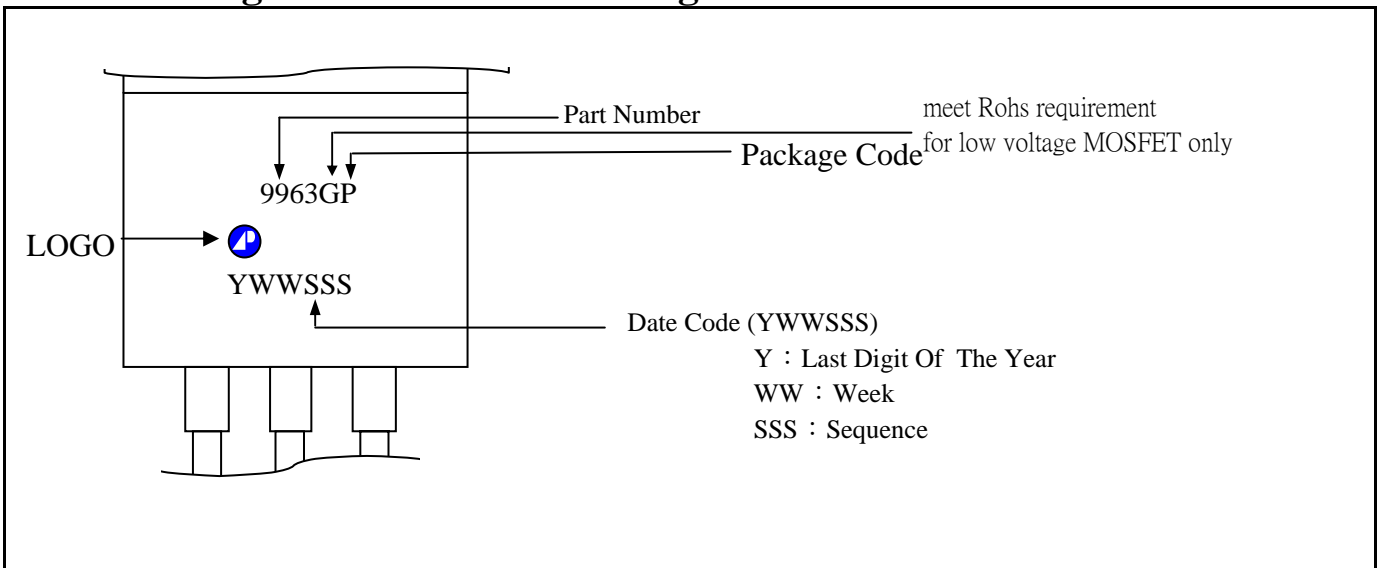 Part Number
meet Rohs requirement
for low voltage MOSFET only
Package Code
9963GP
LOGO
YWWSSS
Date Code (YWWSSS)
Y：Last Digit Of The Year
WW：Week
SSS：Sequence